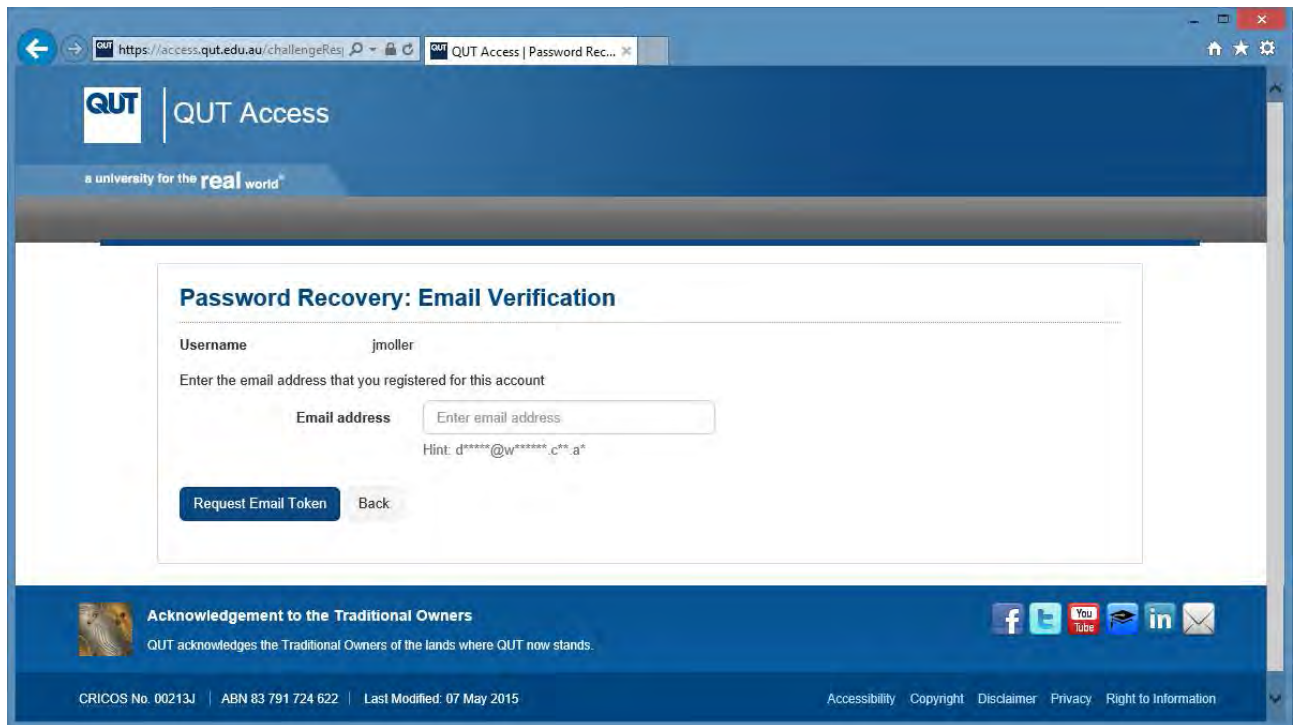 https://access.qut.edu.au/challengeResp
QUT Access | Password Rec...
QUT
QUT Access
a university for the real world®
Password Recovery: Email Verification
Username jmoller
Enter the email address that you registered for this account
Email address Enter email address
Hint: d*****@w******.c**.a*
Request Email Token Back
Acknowledgement to the Traditional Owners
QUT acknowledges the Traditional Owners of the lands where QUT now stands.
You Tube
in
CRICOS No. 00213J | ABN 83 791 724 622 | Last Modified: 07 May 2015
Accessibility Copyright Disclaimer Privacy Right to Information